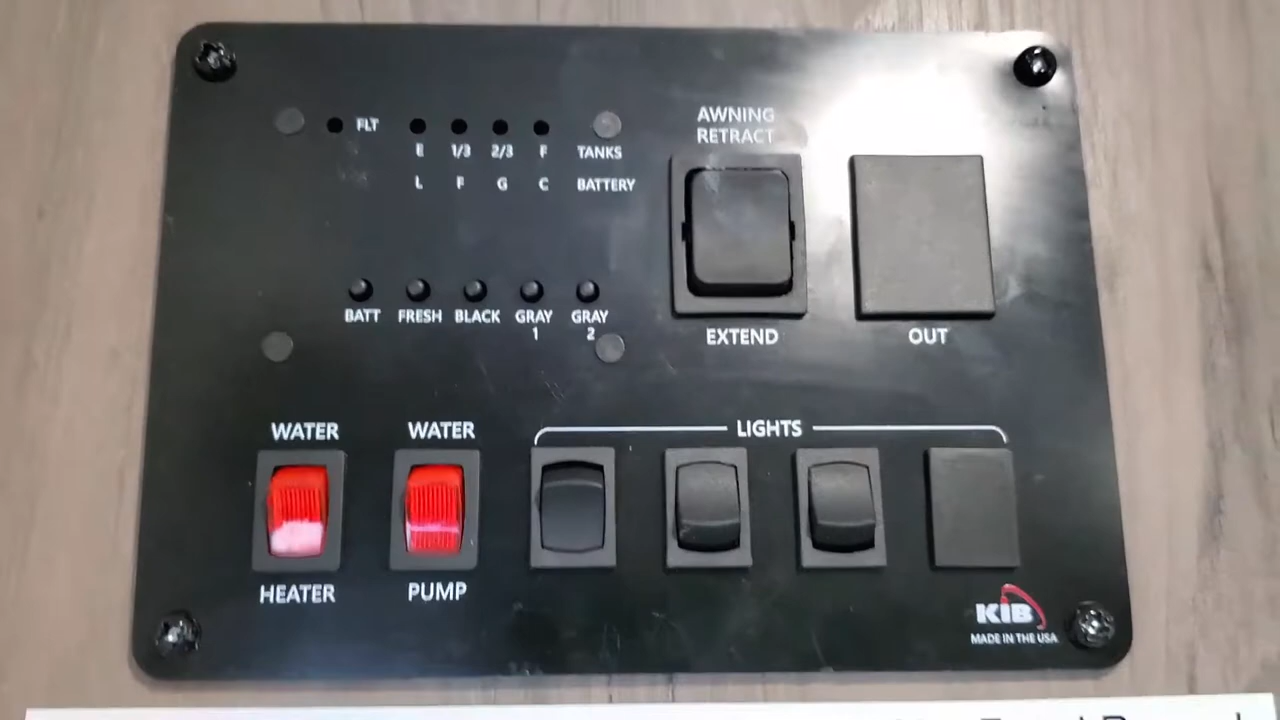 AWNING
RETRACT
FLT
E 1/3 2/3 F TANKS
L F G C BATTERY
BATT FRESH BLACK GRAY 1 GRAY 2
EXTEND
OUT
WATER
HEATER
WATER
PUMP
LIGHTS
KIB
MADE IN THE USA